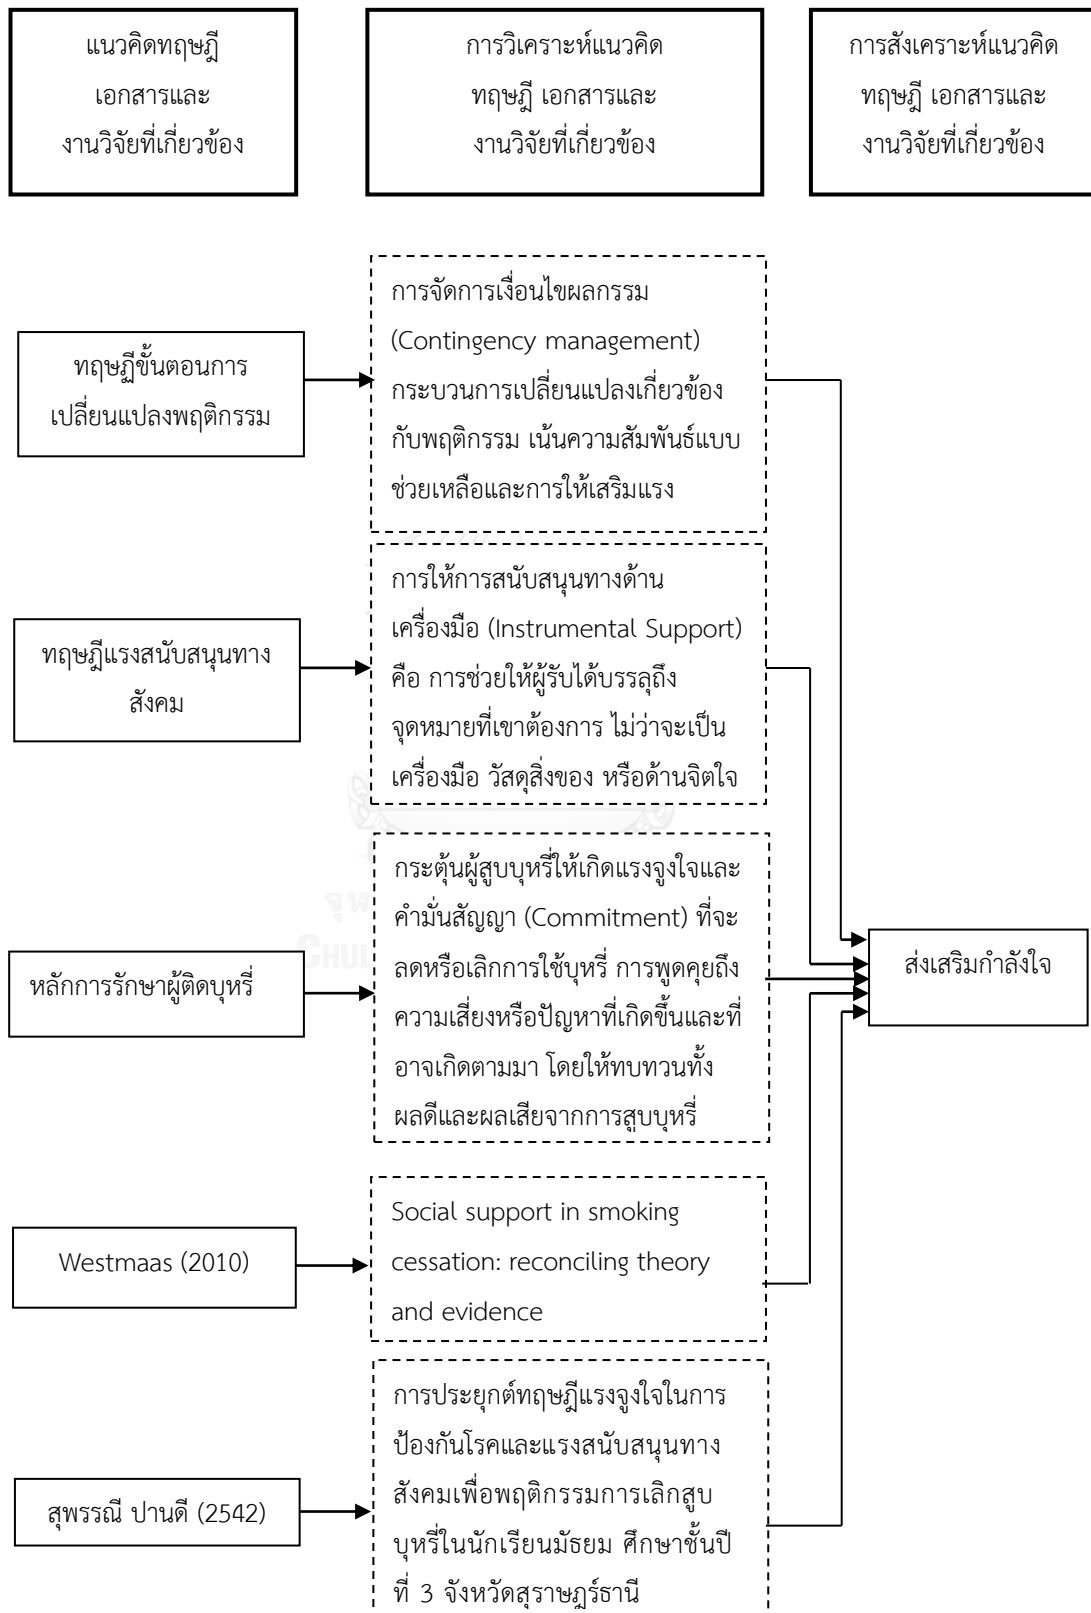 แนวคิดทฤษฎี
เอกสารและ
งานวิจัยที่เกี่ยวข้อง
การวิเคราะห์แนวคิด
ทฤษฎี เอกสารและ
งานวิจัยที่เกี่ยวข้อง
การสังเคราะห์แนวคิด
ทฤษฎี เอกสารและ
งานวิจัยที่เกี่ยวข้อง
ทฤษฏีขั้นตอนการ
เปลี่ยนแปลงพฤติกรรม
การจัดการเงื่อนไขผลกรรม
(Contingency management)
กระบวนการเปลี่ยนแปลงเกี่ยวข้อง
กับพฤติกรรม เน้นความสัมพันธ์แบบ
ช่วยเหลือและการให้เสริมแรง
ทฤษฎีแรงสนับสนุนทาง
สังคม
การให้การสนับสนุนทางด้าน
เครื่องมือ (Instrumental Support)
คือ การช่วยให้ผู้รับได้บรรลุถึง
จุดหมายที่เขาต้องการ ไม่ว่าจะเป็น
เครื่องมือ วัสดุสิ่งของ หรือด้านจิตใจ
หลักการรักษาผู้ติดบุหรี่
กระตุ้นผู้สูบบุหรี่ให้เกิดแรงจูงใจและ
คำมั่นสัญญา (Commitment) ที่จะ
ลดหรือเลิกการใช้บุหรี่ การพูดคุยถึง
ความเสี่ยงหรือปัญหาที่เกิดขึ้นและที่
อาจเกิดตามมา โดยให้ทบทวนทั้ง
ผลดีและผลเสียจากการสูบบุหรี่
ส่งเสริมกำลังใจ
Westmaas (2010)
Social support in smoking
cessation: reconciling theory
and evidence
สุพรรณี ปานดี (2542)
การประยุกต์ทฤษฎีแรงจูงใจในการ
ป้องกันโรคและแรงสนับสนุนทาง
สังคมเพื่อพฤติกรรมการเลิกสูบ
บุหรี่ในนักเรียนมัธยม ศึกษาชั้นปี
ที่ 3 จังหวัดสุราษฎร์ธานี